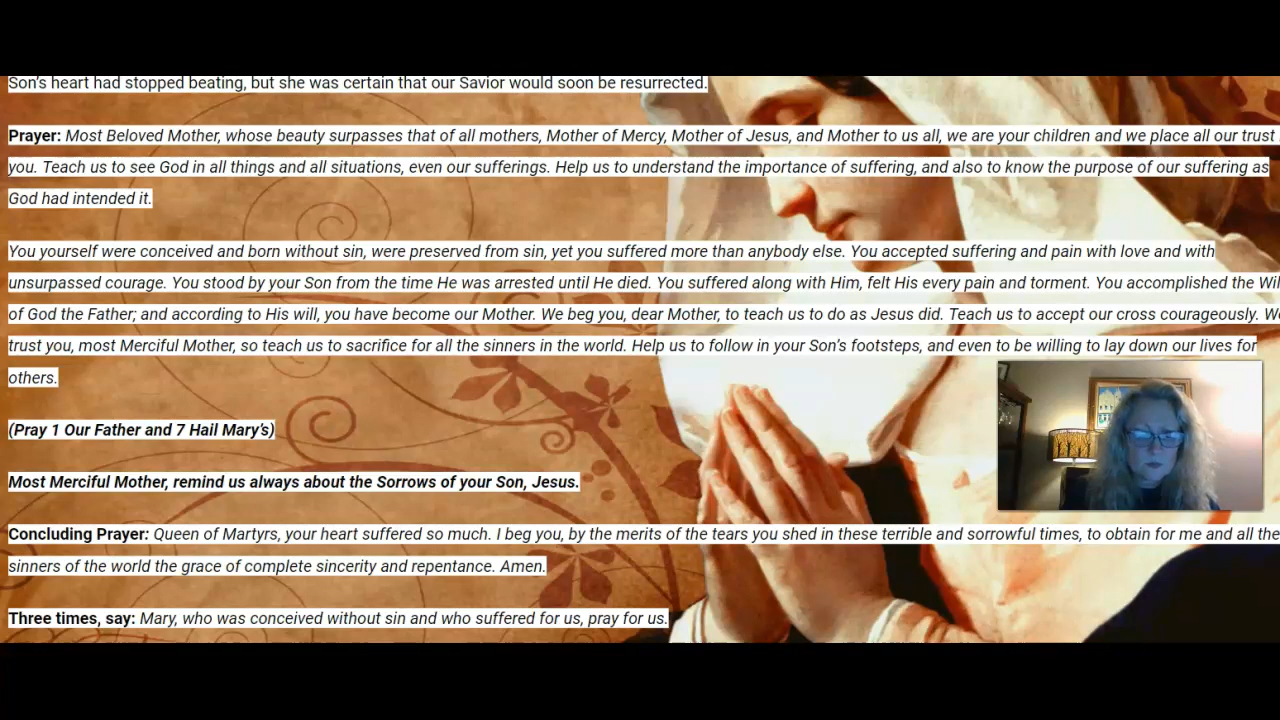 Son's heart had stopped beating, but she was certain that our Savior would soon be resurrected.
Prayer: Most Beloved Mother, whose beauty surpasses that of all mothers, Mother of Mercy, Mother of Jesus, and Mother to us all, we are your children and we place all our trust
you. Teach us to see God in all things and all situations, even our sufferings. Help us to understand the importance of suffering, and also to know the purpose of our suffering as
God had intended it.
You yourself were conceived and born without sin, were preserved from sin, yet you suffered more than anybody else. You accepted suffering and pain with love and with
unsurpassed courage. You stood by your Son from the time He was arrested until He died. You suffered along with Him, felt His every pain and torment. You accomplished the Wil
of God the Father; and according to His will, you have become our Mother. We beg you, dear Mother, to teach us to do as Jesus did. Teach us to accept our cross courageously. We
trust you, most Merciful Mother, so teach us to sacrifice for all the sinners in the world. Help us to follow in your Son's footsteps, and even to be willing to lay down our lives for
others.
(Pray 1 Our Father and 7 Hail Mary's)
Most Merciful Mother, remind us always about the Sorrows of your Son, Jesus.
Concluding Prayer: Queen of Martyrs, your heart suffered so much. I beg you, by the merits of the tears you shed in these terrible and sorrowful times, to obtain for me and all the
sinners of the world the grace of complete sincerity and repentance. Amen.
Three times, say: Mary, who was conceived without sin and who suffered for us, pray for us.